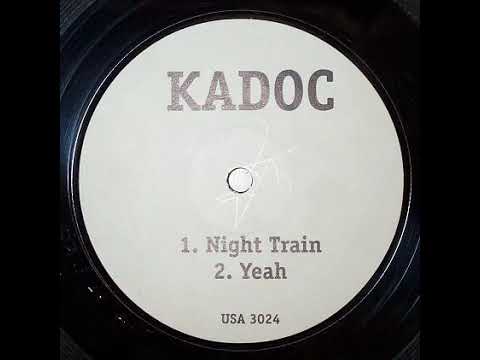 KADOC
1. Night Train
2. Yeah
USA 3024